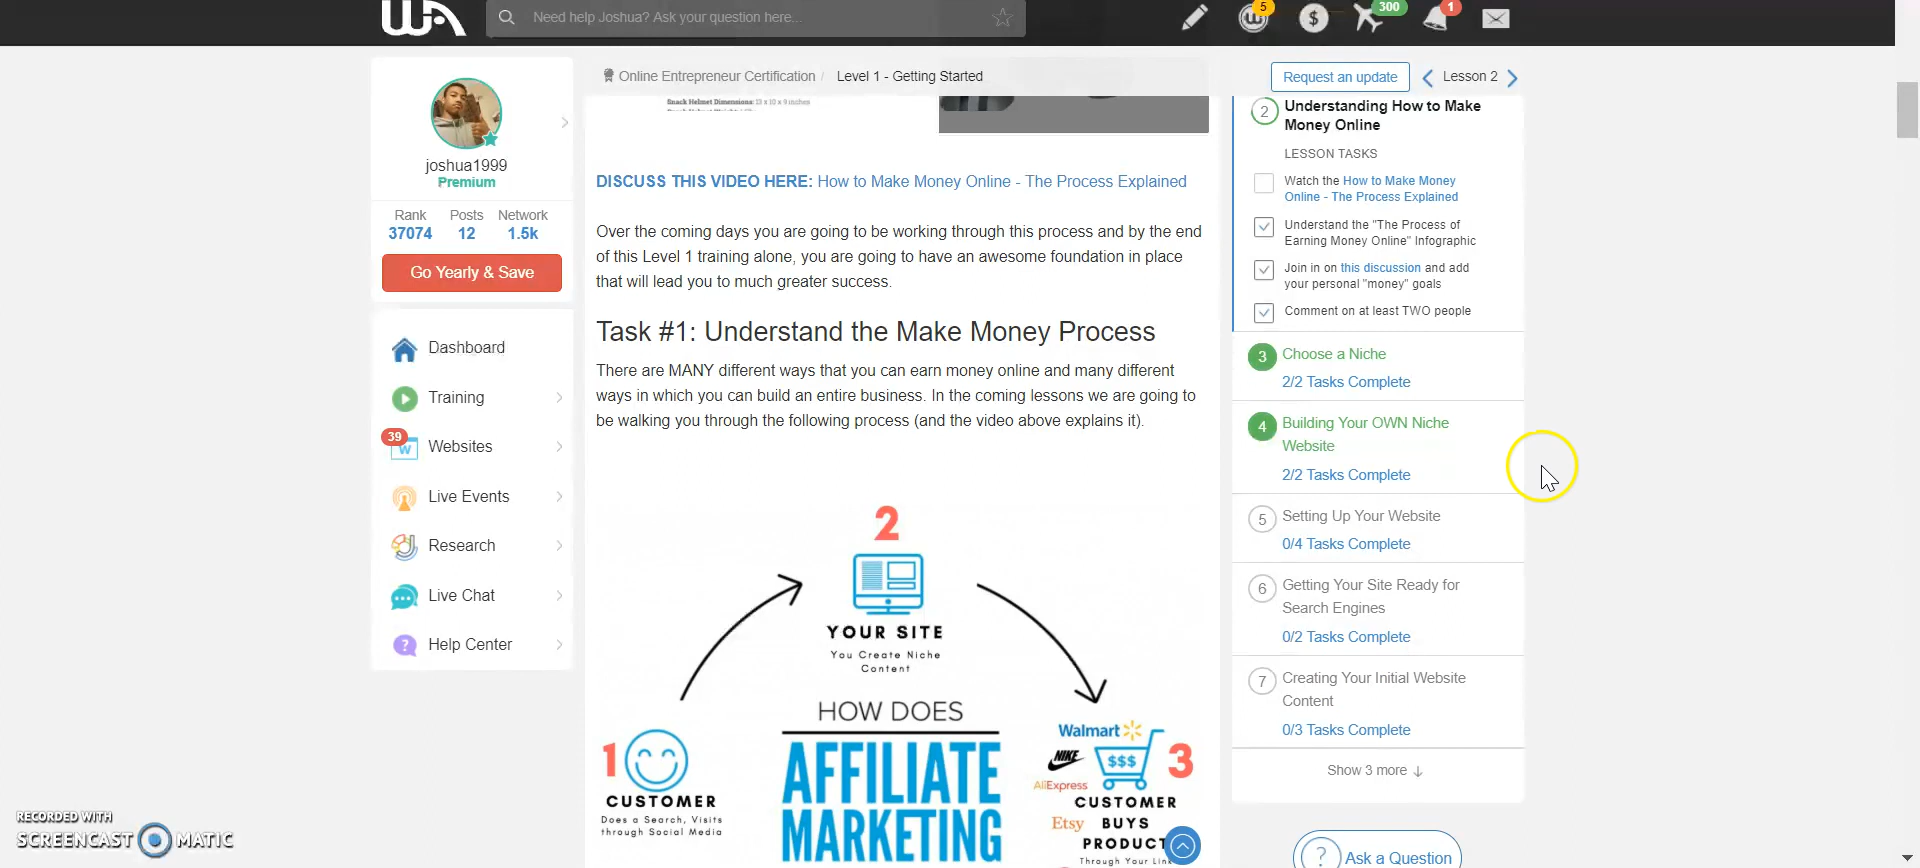 WA
Need help Joshua? Ask your question here...
5
$
300
1
joshua1999
Premium
Rank Posts Network
37074 12 1.5k
Go Yearly & Save
Dashboard
Training
39
Websites
Live Events
Research
Live Chat
Help Center
Online Entrepreneur Certification / Level 1 - Getting Started
Request an update
Lesson 2
Snack Helmet Dimensions: 13 x 10 x 9 inches
DISCUSS THIS VIDEO HERE: How to Make Money Online - The Process Explained
Over the coming days you are going to be working through this process and by the end
of this Level 1 training alone, you are going to have an awesome foundation in place
that will lead you to much greater success.
Task #1: Understand the Make Money Process
There are MANY different ways that you can earn money online and many different
ways in which you can build an entire business. In the coming lessons we are going to
be walking you through the following process (and the video above explains it).
2
YOUR SITE
You Create Niche
Content
HOW DOES
AFFILIATE
MARKETING
1
CUSTOMER
Does a Search, Visits
through Social Media
Walmart
NIKE
$$$
3
AliExpress
CUSTOMER
Etsy BUYS
PRODUCT
Through Your Link
2
Understanding How to Make
Money Online
LESSON TASKS
Watch the How to Make Money
Online - The Process Explained
Understand the "The Process of
Earning Money Online" Infographic
Join in on this discussion and add
your personal "money" goals
Comment on at least TWO people
3 Choose a Niche
2/2 Tasks Complete
4 Building Your OWN Niche
Website
2/2 Tasks Complete
5 Setting Up Your Website
0/4 Tasks Complete
6 Getting Your Site Ready for
Search Engines
0/2 Tasks Complete
7 Creating Your Initial Website
Content
0/3 Tasks Complete
Show 3 more ↓
? Ask a Question
RECORDED WITH
SCREENCAST MATIC